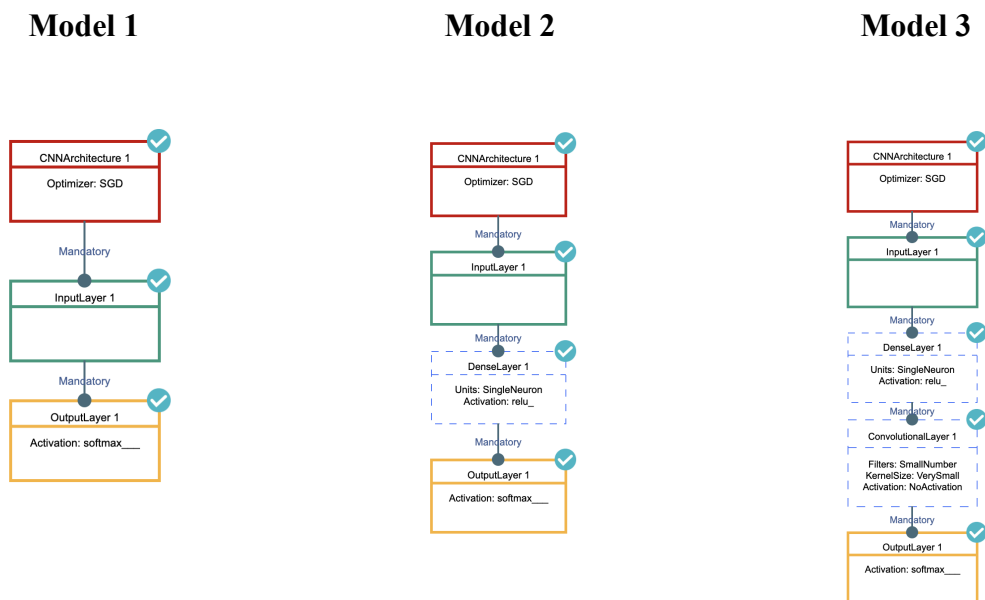 Model 1
CNNArchitecture 1
Optimizer: SGD
Mandatory
InputLayer 1
Mandatory
OutputLayer 1
Activation: softmax___
Model 2
CNNArchitecture 1
Optimizer: SGD
Mandatory
InputLayer 1
Mandatory
DenseLayer 1
Units: SingleNeuron
Activation: relu_
Mandatory
OutputLayer 1
Activation: softmax___
Model 3
CNNArchitecture 1
Optimizer: SGD
Mandatory
InputLayer 1
Mandatory
DenseLayer 1
Units: SingleNeuron
Activation: relu_
Mandatory
ConvolutionalLayer 1
Filters: SmallNumber
KernelSize: VerySmall
Activation: NoActivation
Mandatory
OutputLayer 1
Activation: softmax___